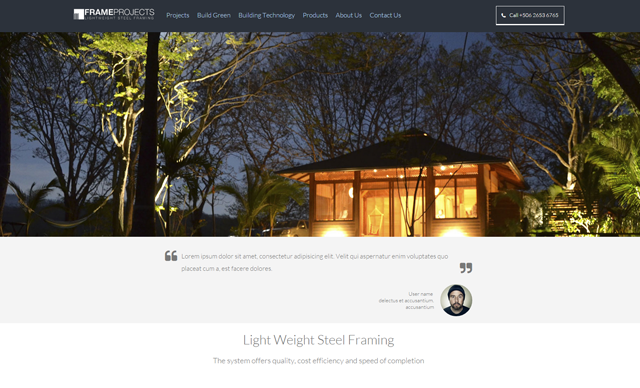 FRAMEPROJECTS
LIGHTWEIGHT STEEL FRAMING
Projects Build Green Building Technology Products About Us Contact Us
Call +506 2653 6765
Lorem ipsum dolor sit amet, consectetur adipisicing elit. Velit qui aspernatur enim voluptates quo
placeat cum a, est facere dolores.
User name,
delectus et accusantium.
accusantium
Light Weight Steel Framing
The system offers quality, cost efficiency and speed of completion